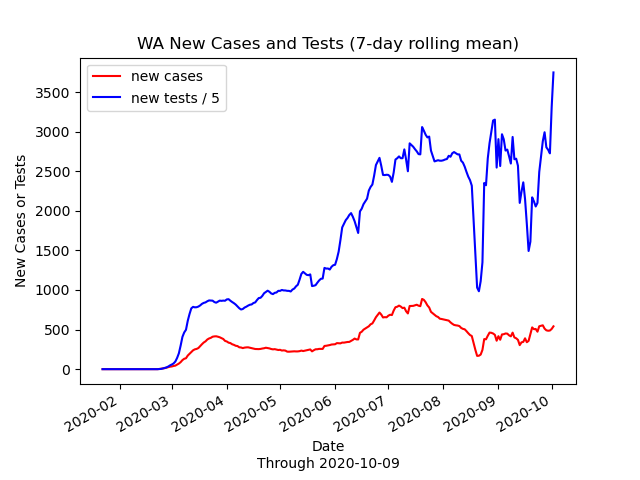 WA New Cases and Tests (7-day rolling mean)
new cases
new tests / 5
New Cases or Tests
3500
3000
2500
2000
1500
1000
500
0
2020-02
2020-03
2020-04
2020-05
2020-06
2020-07
2020-08
2020-09
2020-10
Date
Through 2020-10-09